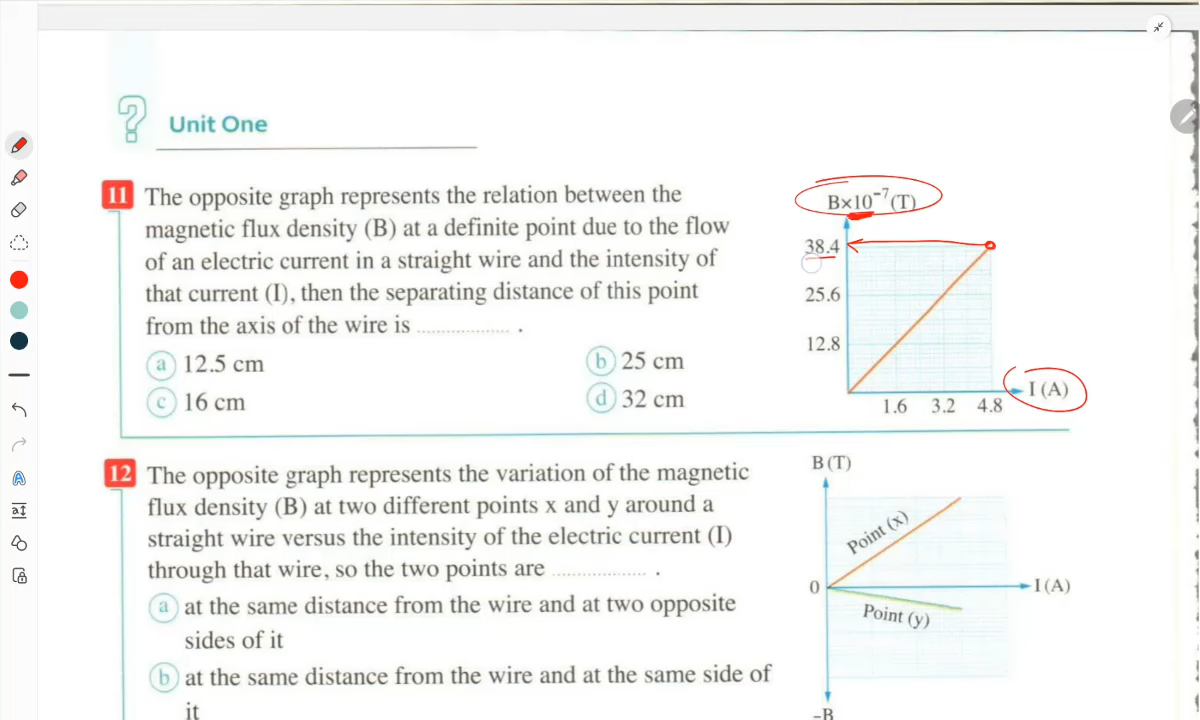 Unit One
11 The opposite graph represents the relation between the
magnetic flux density (B) at a definite point due to the flow
of an electric current in a straight wire and the intensity of
that current (I), then the separating distance of this point
from the axis of the wire is .................. .
a 12.5 cm
b 25 cm
c 16 cm
d 32 cm
B×10⁻⁷(T)
38.4
25.6
12.8
I (A)
1.6 3.2 4.8
12 The opposite graph represents the variation of the magnetic
flux density (B) at two different points x and y around a
straight wire versus the intensity of the electric current (I)
through that wire, so the two points are .................. .
a at the same distance from the wire and at two opposite
sides of it
b at the same distance from the wire and at the same side of
it
B (T)
Point (x)
0
I (A)
Point (y)
–B